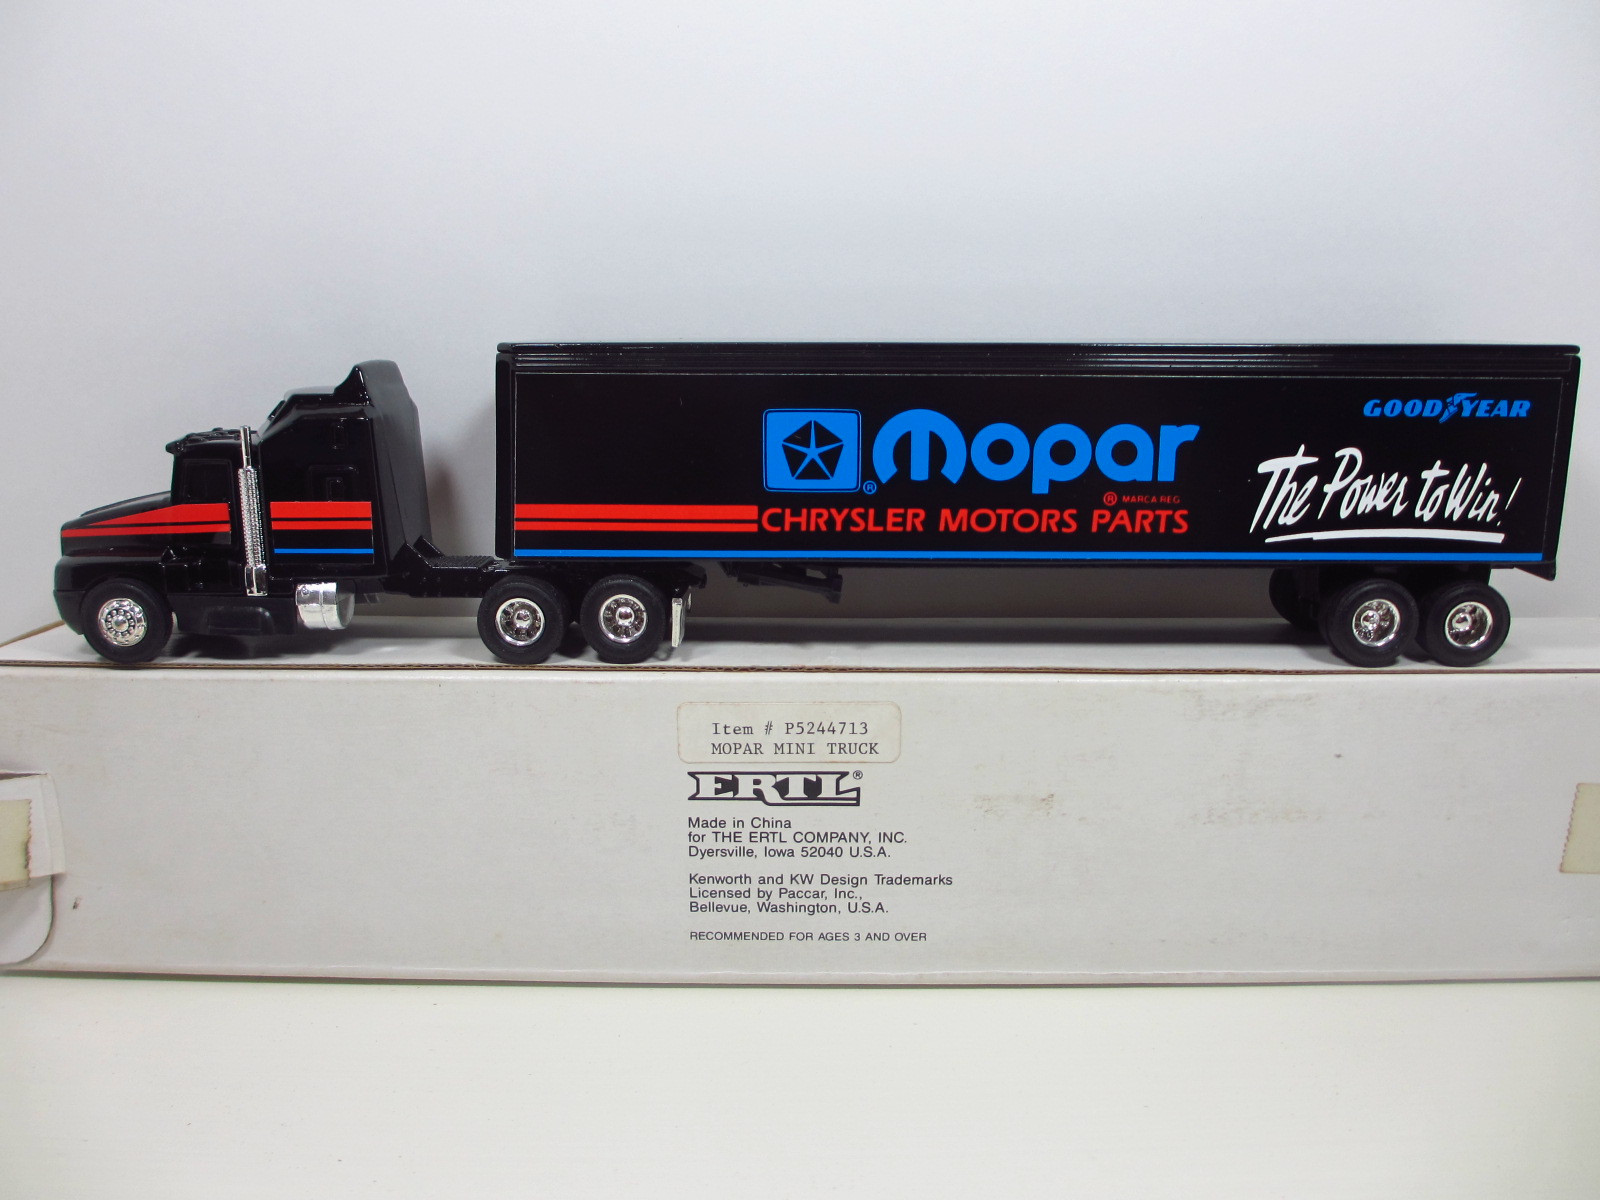 GOODYEAR
® Mopar
® MARCA REG
CHRYSLER MOTORS PARTS
The Power to Win!
Item # P5244713
MOPAR MINI TRUCK
ERTL®
Made in China
for THE ERTL COMPANY, INC.
Dyersville, Iowa 52040 U.S.A.
Kenworth and KW Design Trademarks
Licensed by Paccar, Inc.,
Bellevue, Washington, U.S.A.
RECOMMENDED FOR AGES 3 AND OVER